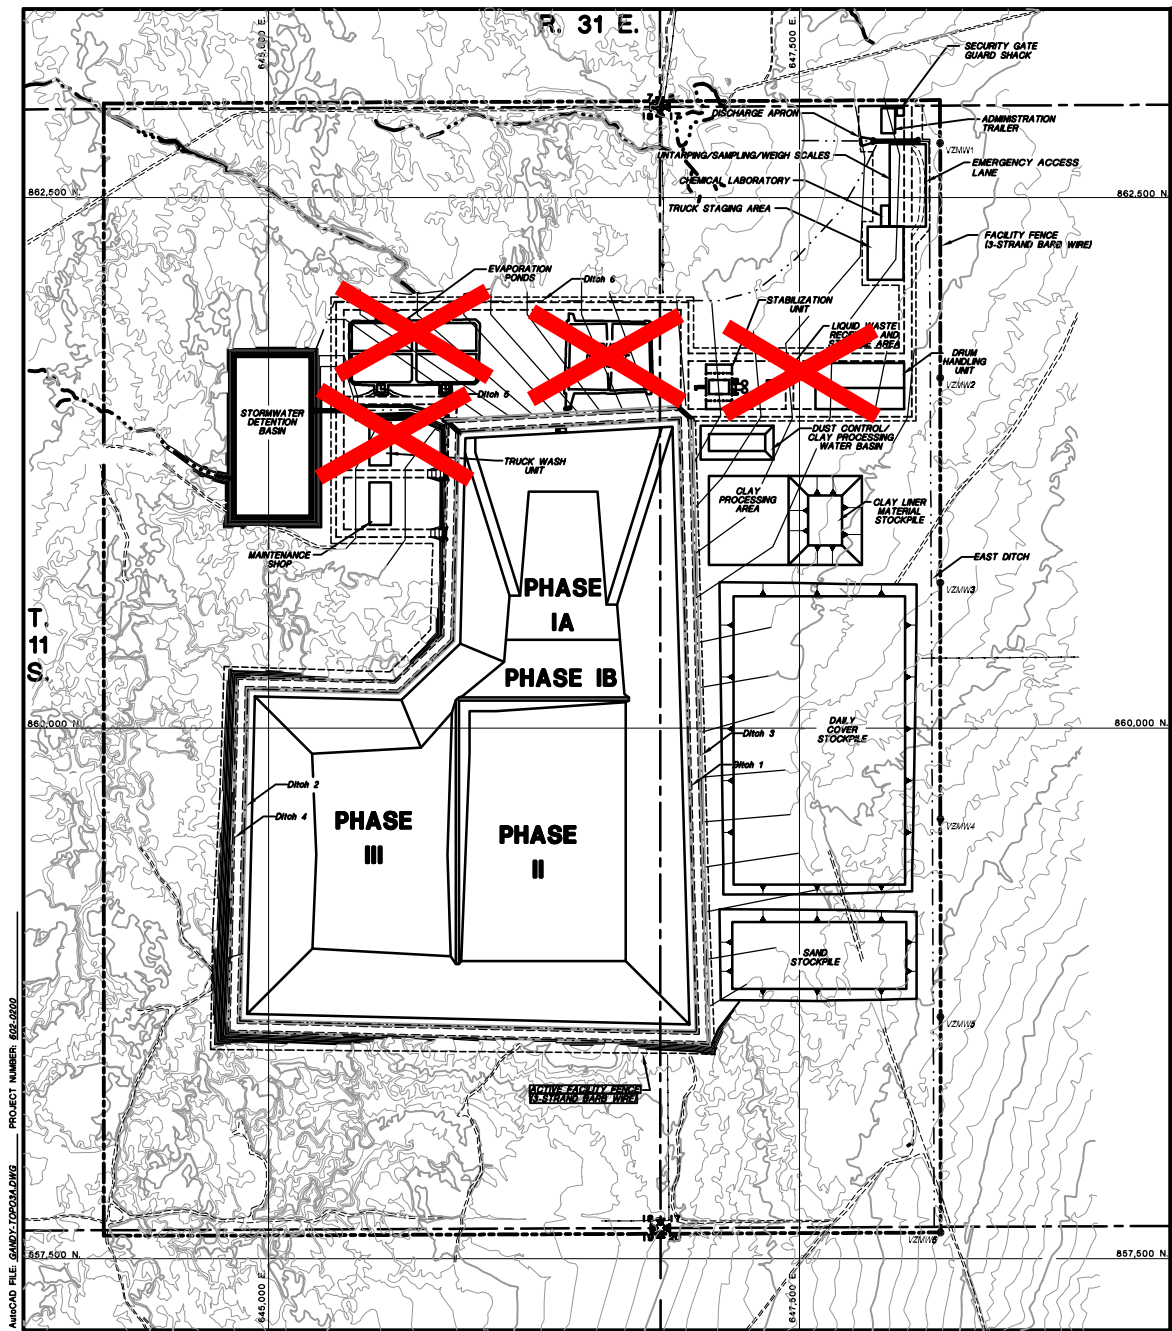 R. 31 E.
645,000 E.
647,500 E.
SECURITY GATE
GUARD SHACK
DISCHARGE APRON
ADMINISTRATION
TRAILER
VZMW1
UNTARPING/SAMPLING/WEIGH SCALES
EMERGENCY ACCESS
LANE
CHEMICAL LABORATORY
862,500 N.
862,500 N.
TRUCK STAGING AREA
FACILITY FENCE
(3-STRAND BARB WIRE)
EVAPORATION
PONDS
Ditch 6
STABILIZATION
UNIT
LIQUID WASTE
AND
AREA
DRUM
HANDLING
UNIT
VZMW2
Ditch 5
STORMWATER
DETENTION
BASIN
DUST CONTROL/
CLAY PROCESSING
WATER BASIN
TRUCK WASH
UNIT
CLAY
PROCESSING
AREA
CLAY LINER
MATERIAL
STOCKPILE
MAINTENANCE
SHOP
EAST DITCH
VZMW3
PHASE
IA
T.
11
S.
PHASE IB
860,000 N.
860,000 N.
DAILY
COVER
STOCKPILE
Ditch 3
Ditch 1
Ditch 2
Ditch 4
PHASE
III
PHASE
II
VZMW4
SAND
STOCKPILE
VZMW5
ACTIVE FACILITY FENCE
(3-STRAND BARB WIRE)
VZMW6
857,500 N.
857,500 N.
645,000 E.
647,500 E.
AutoCAD FILE: GANDY-TOPO3A.DWG PROJECT NUMBER: 602-0200